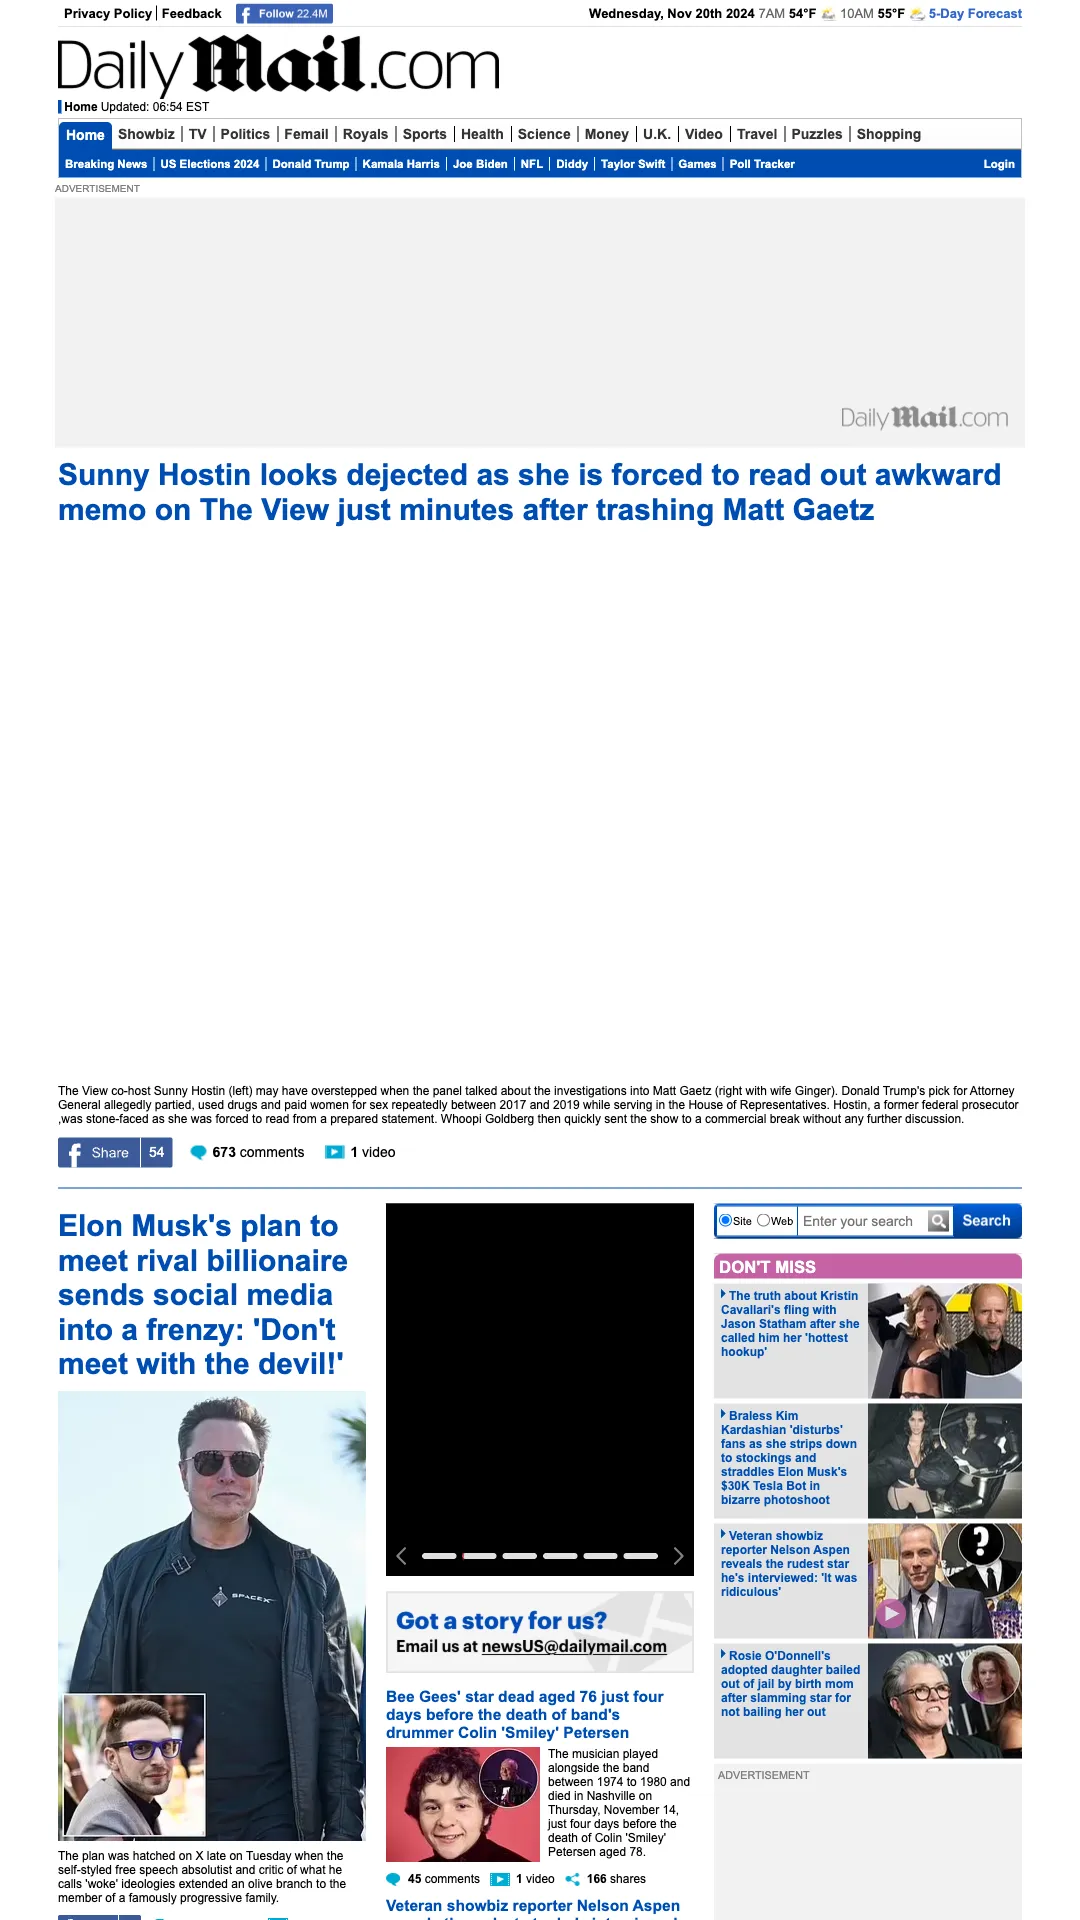 Privacy Policy Feedback Follow 22.4M Wednesday, Nov 20th 2024 7AM 54°F 10AM 55°F 5-Day Forecast
Daily Mail.com
Home Updated: 06:54 EST
Home Showbiz TV Politics Femail Royals Sports Health Science Money U.K. Video Travel Puzzles Shopping
Breaking News US Elections 2024 Donald Trump Kamala Harris Joe Biden NFL Diddy Taylor Swift Games Poll Tracker Login
ADVERTISEMENT
Daily Mail.com
Sunny Hostin looks dejected as she is forced to read out awkward
memo on The View just minutes after trashing Matt Gaetz
The View co-host Sunny Hostin (left) may have overstepped when the panel talked about the investigations into Matt Gaetz (right with wife Ginger). Donald Trump's pick for Attorney
General allegedly partied, used drugs and paid women for sex repeatedly between 2017 and 2019 while serving in the House of Representatives. Hostin, a former federal prosecutor
,was stone-faced as she was forced to read from a prepared statement. Whoopi Goldberg then quickly sent the show to a commercial break without any further discussion.
Share 54 673 comments 1 video
Elon Musk's plan to
meet rival billionaire
sends social media
into a frenzy: 'Don't
meet with the devil!'
SPACEX
The plan was hatched on X late on Tuesday when the
self-styled free speech absolutist and critic of what he
calls 'woke' ideologies extended an olive branch to the
member of a famously progressive family.
Got a story for us?
Email us at newsUS@dailymail.com
Bee Gees' star dead aged 76 just four
days before the death of band's
drummer Colin 'Smiley' Petersen
The musician played
alongside the band
between 1974 to 1980 and
died in Nashville on
Thursday, November 14,
just four days before the
death of Colin 'Smiley'
Petersen aged 78.
45 comments 1 video 166 shares
Veteran showbiz reporter Nelson Aspen
Site Web Enter your search Search
DON'T MISS
The truth about Kristin
Cavallari's fling with
Jason Statham after she
called him her 'hottest
hookup'
Braless Kim
Kardashian 'disturbs'
fans as she strips down
to stockings and
straddles Elon Musk's
$30K Tesla Bot in
bizarre photoshoot
Veteran showbiz
reporter Nelson Aspen
reveals the rudest star
he's interviewed: 'It was
ridiculous'
?
Rosie O'Donnell's
adopted daughter bailed
out of jail by birth mom
after slamming star for
not bailing her out
ADVERTISEMENT